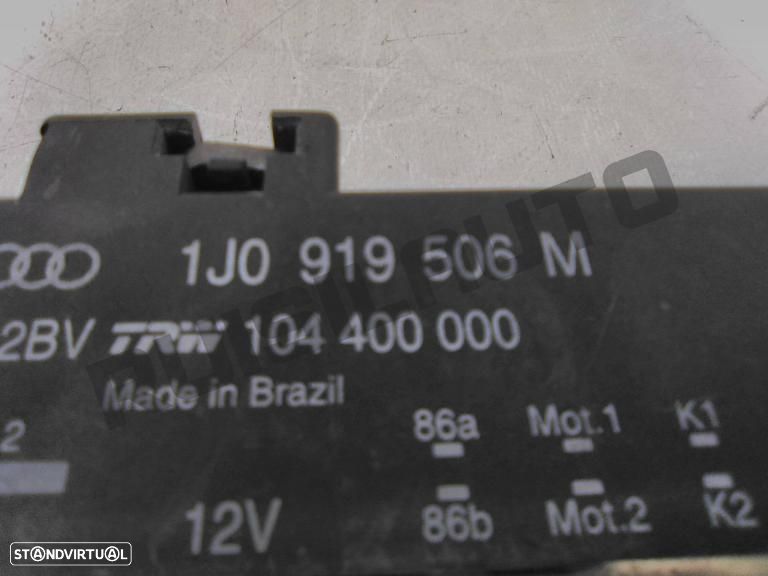 1J0 919 506 M
2BV TRW 104 400 000
Made in Brazil
2
86a Mot.1 K1
12V
86b Mot.2 K2
PUGILAUTO
STANDVIRTUAL